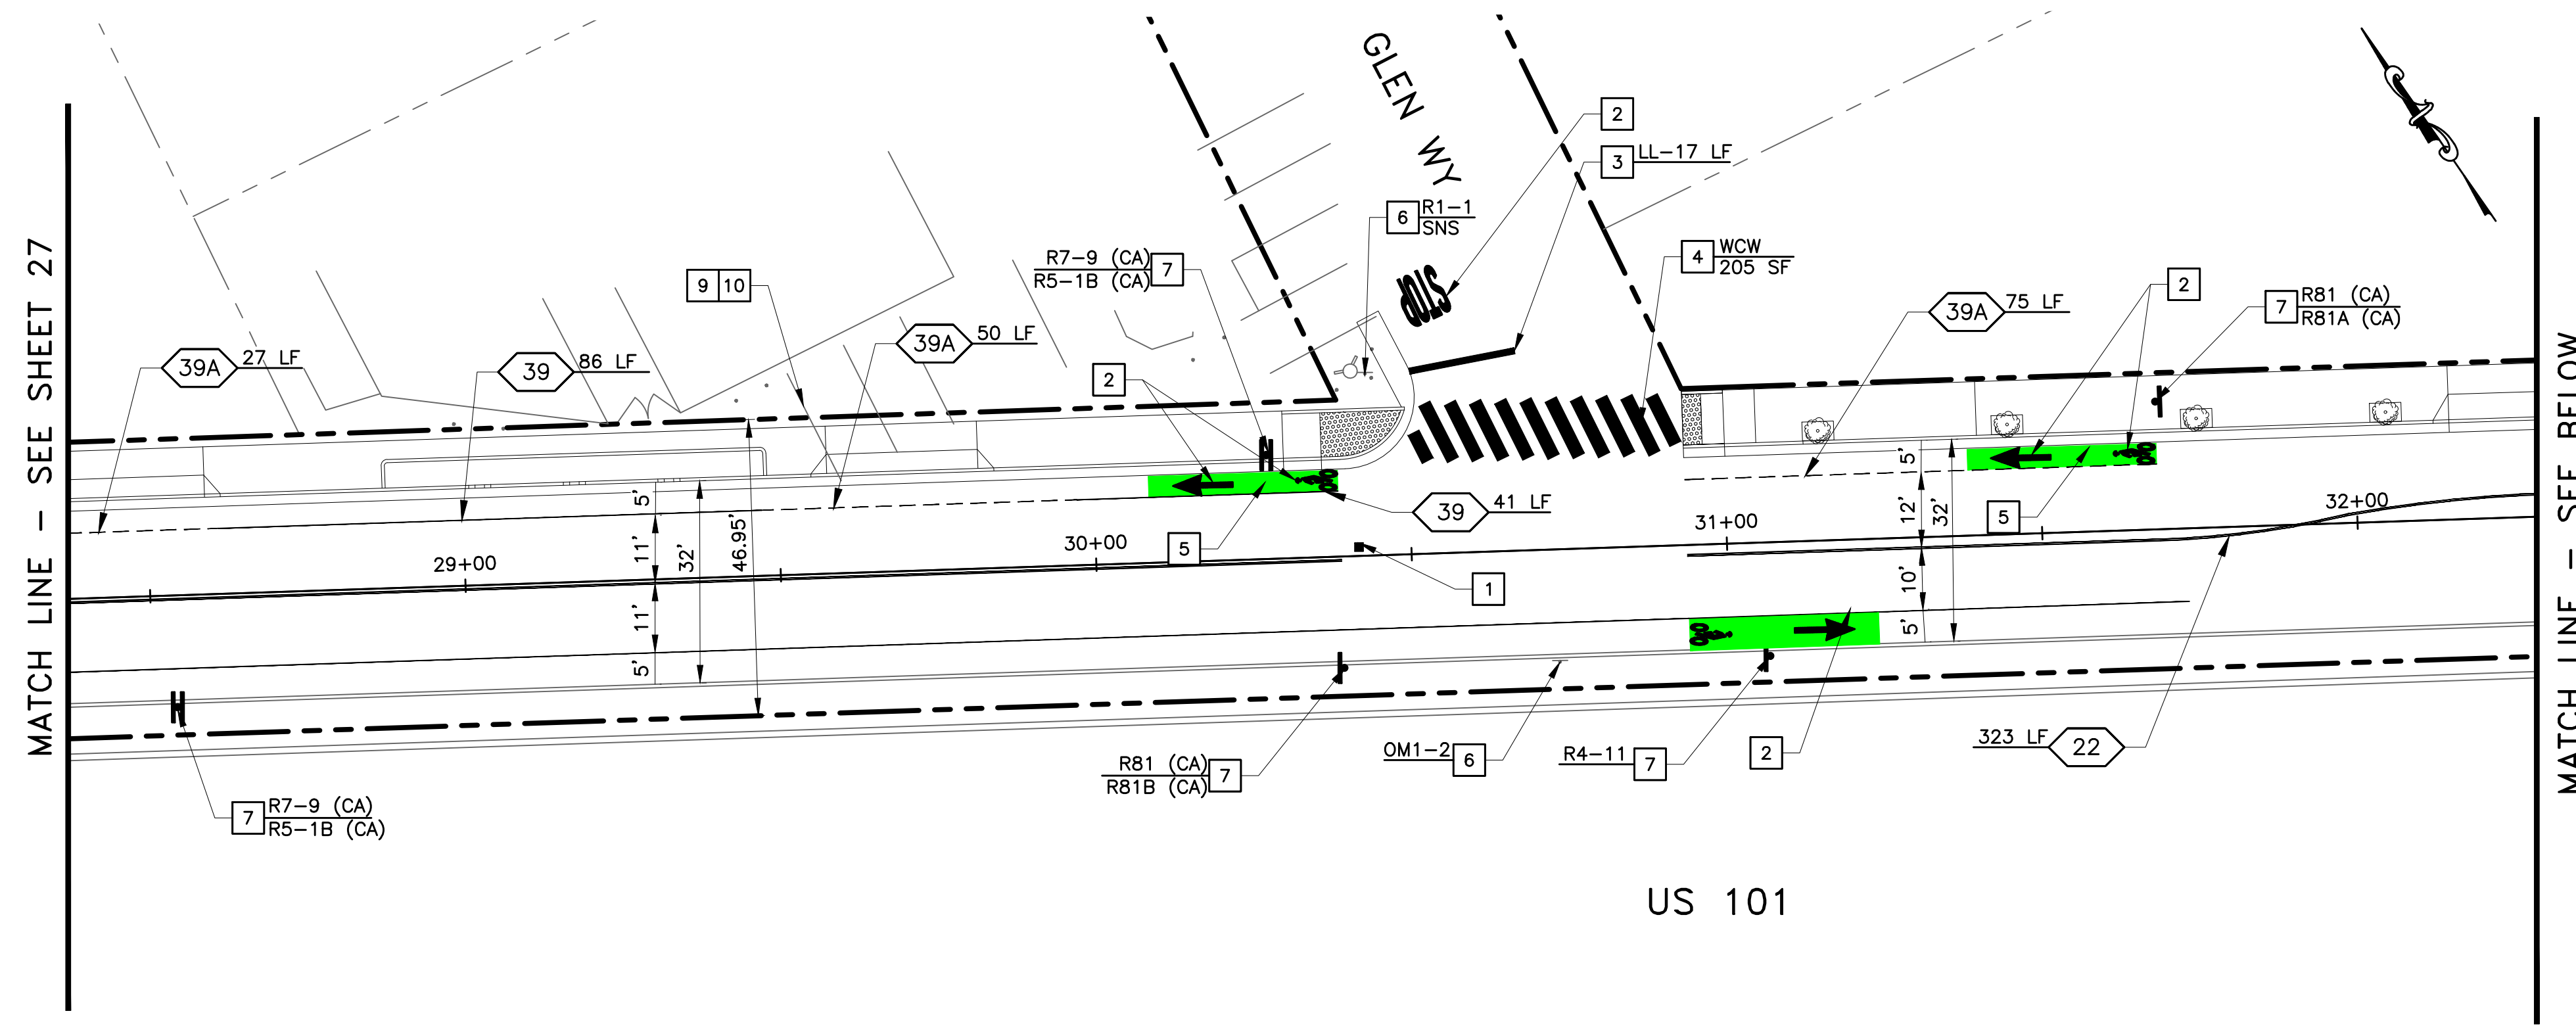 MATCH LINE – SEE SHEET 27
GLEN WY
2
3 LL-17 LF
6 R1-1
SNS
4 WCW
205 SF
STOP
R7-9 (CA) 7
R5-1B (CA)
9 10
39A 75 LF
2
7 R81 (CA)
R81A (CA)
39A 27 LF
39 86 LF
39A 50 LF
2
39 41 LF
5
5
1
29+00
30+00
31+00
32+00
5'
11'
11'
5'
32'
46.95'
5'
12'
10'
5'
32'
7 R7-9 (CA)
R5-1B (CA)
R81 (CA) 7
R81B (CA)
OM1-2 6
R4-11 7
2
323 LF 22
US 101
MATCH LINE – SEE BELOW